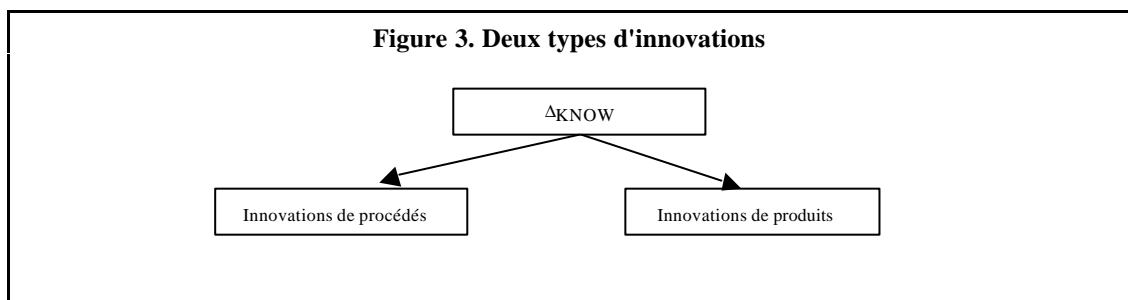 Figure 3. Deux types d'innovations
ΔKNOW
Innovations de procédés
Innovations de produits